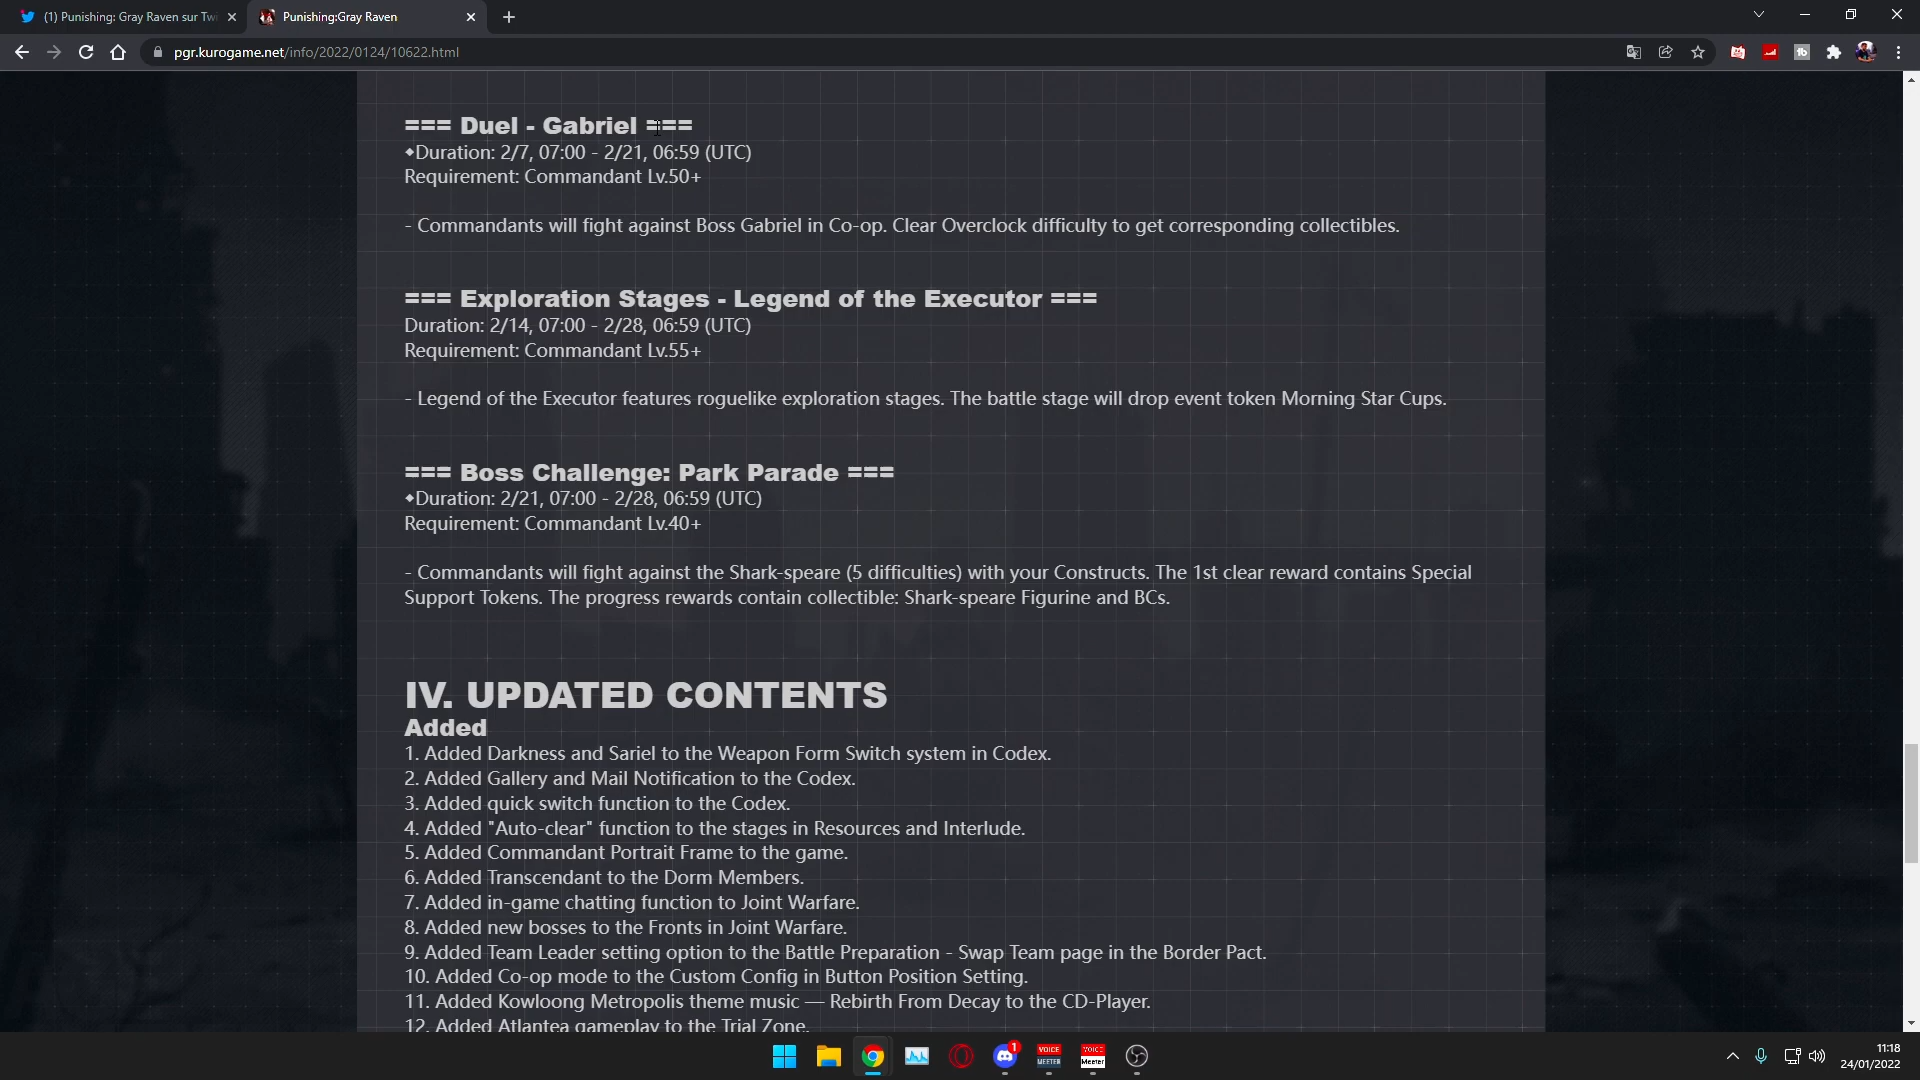 (1) Punishing: Gray Raven sur Twi
Punishing:Gray Raven
pgr.kurogame.net/info/2022/0124/10622.html
=== Duel - Gabriel ===
◆Duration: 2/7, 07:00 - 2/21, 06:59 (UTC)
Requirement: Commandant Lv.50+
- Commandants will fight against Boss Gabriel in Co-op. Clear Overclock difficulty to get corresponding collectibles.
=== Exploration Stages - Legend of the Executor ===
Duration: 2/14, 07:00 - 2/28, 06:59 (UTC)
Requirement: Commandant Lv.55+
- Legend of the Executor features roguelike exploration stages. The battle stage will drop event token Morning Star Cups.
=== Boss Challenge: Park Parade ===
◆Duration: 2/21, 07:00 - 2/28, 06:59 (UTC)
Requirement: Commandant Lv.40+
- Commandants will fight against the Shark-speare (5 difficulties) with your Constructs. The 1st clear reward contains Special
Support Tokens. The progress rewards contain collectible: Shark-speare Figurine and BCs.
IV. UPDATED CONTENTS
Added
1. Added Darkness and Sariel to the Weapon Form Switch system in Codex.
2. Added Gallery and Mail Notification to the Codex.
3. Added quick switch function to the Codex.
4. Added "Auto-clear" function to the stages in Resources and Interlude.
5. Added Commandant Portrait Frame to the game.
6. Added Transcendant to the Dorm Members.
7. Added in-game chatting function to Joint Warfare.
8. Added new bosses to the Fronts in Joint Warfare.
9. Added Team Leader setting option to the Battle Preparation - Swap Team page in the Border Pact.
10. Added Co-op mode to the Custom Config in Button Position Setting.
11. Added Kowloong Metropolis theme music — Rebirth From Decay to the CD-Player.
12. Added Atlantea gameplay to the Trial Zone.
1
VOICE
MEETER
VOICE
Meeter
11:18
24/01/2022